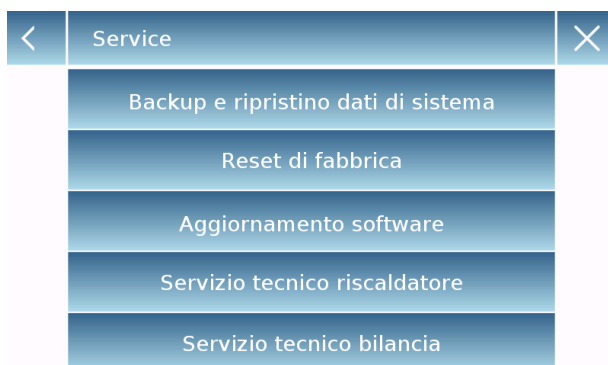 Service
Backup e ripristino dati di sistema
Reset di fabbrica
Aggiornamento software
Servizio tecnico riscaldatore
Servizio tecnico bilancia